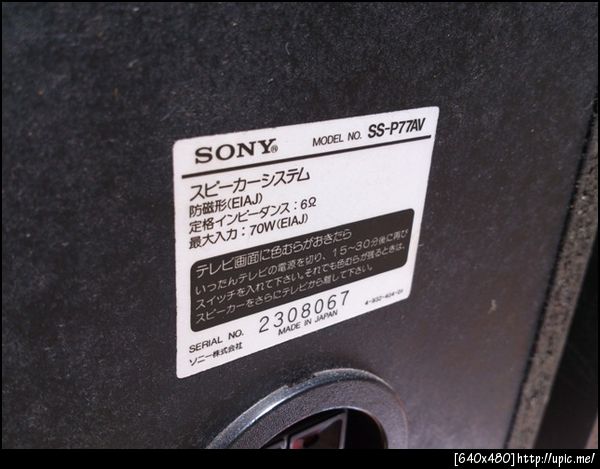 SONY® MODEL NO. SS-P77AV
スピーカーシステム
防磁形(EIAJ)
定格インピーダンス：6Ω
最大入力：70W(EIAJ)
テレビ画面に色むらがおきたら
いったんテレビの電源を切り、15〜30分後に再び
スイッチを入れて下さい。それでも色むらが残るときは、
スピーカーをさらにテレビから離して下さい。
4-932-404-01
SERIAL NO. 2308067
ソニー株式会社 MADE IN JAPAN
[640x480]http://upic.me/